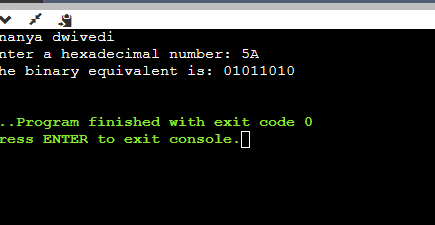 nanya dwivedi
nter a hexadecimal number: 5A
he binary equivalent is: 01011010
..Program finished with exit code 0
ress ENTER to exit console.